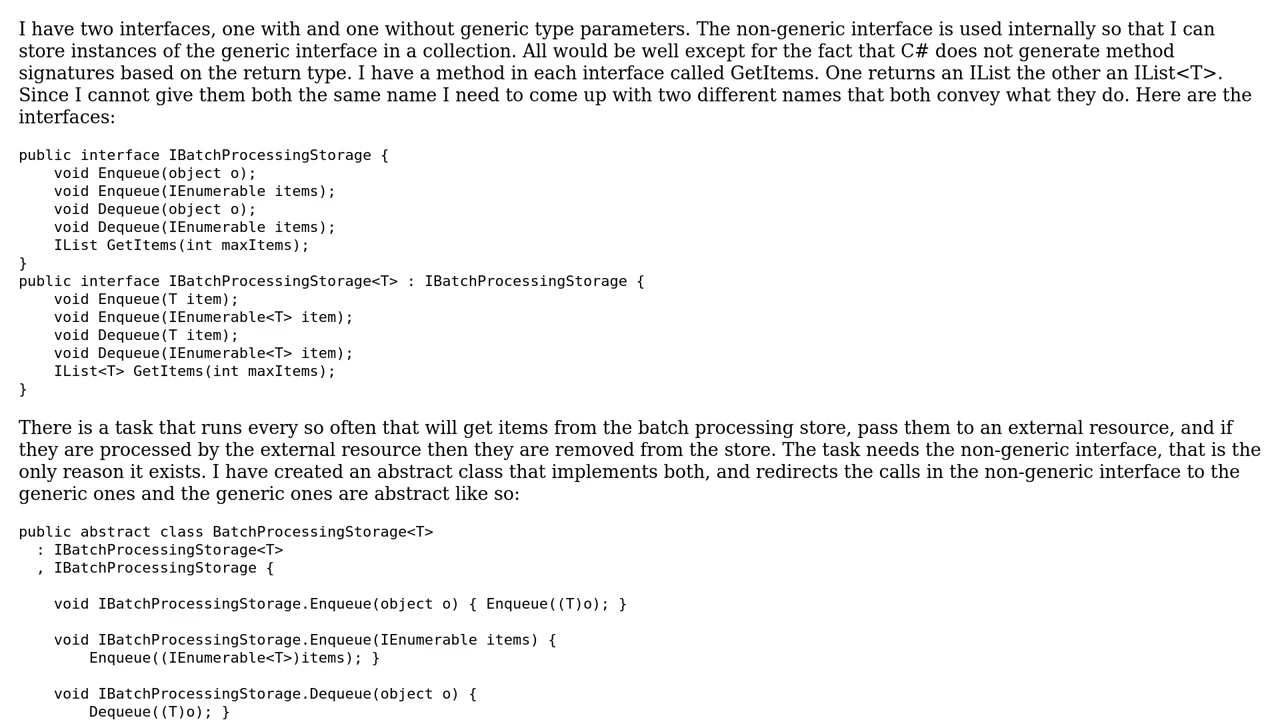 I have two interfaces, one with and one without generic type parameters. The non-generic interface is used internally so that I can
store instances of the generic interface in a collection. All would be well except for the fact that C# does not generate method
signatures based on the return type. I have a method in each interface called GetItems. One returns an IList the other an IList<T>.
Since I cannot give them both the same name I need to come up with two different names that both convey what they do. Here are the
interfaces:
public interface IBatchProcessingStorage {
    void Enqueue(object o);
    void Enqueue(IEnumerable items);
    void Dequeue(object o);
    void Dequeue(IEnumerable items);
    IList GetItems(int maxItems);
}
public interface IBatchProcessingStorage<T> : IBatchProcessingStorage {
    void Enqueue(T item);
    void Enqueue(IEnumerable<T> item);
    void Dequeue(T item);
    void Dequeue(IEnumerable<T> item);
    IList<T> GetItems(int maxItems);
}
There is a task that runs every so often that will get items from the batch processing store, pass them to an external resource, and if
they are processed by the external resource then they are removed from the store. The task needs the non-generic interface, that is the
only reason it exists. I have created an abstract class that implements both, and redirects the calls in the non-generic interface to the
generic ones and the generic ones are abstract like so:
public abstract class BatchProcessingStorage<T>
  : IBatchProcessingStorage<T>
  , IBatchProcessingStorage {
    void IBatchProcessingStorage.Enqueue(object o) { Enqueue((T)o); }
    void IBatchProcessingStorage.Enqueue(IEnumerable items) {
        Enqueue((IEnumerable<T>)items); }
    void IBatchProcessingStorage.Dequeue(object o) {
        Dequeue((T)o); }